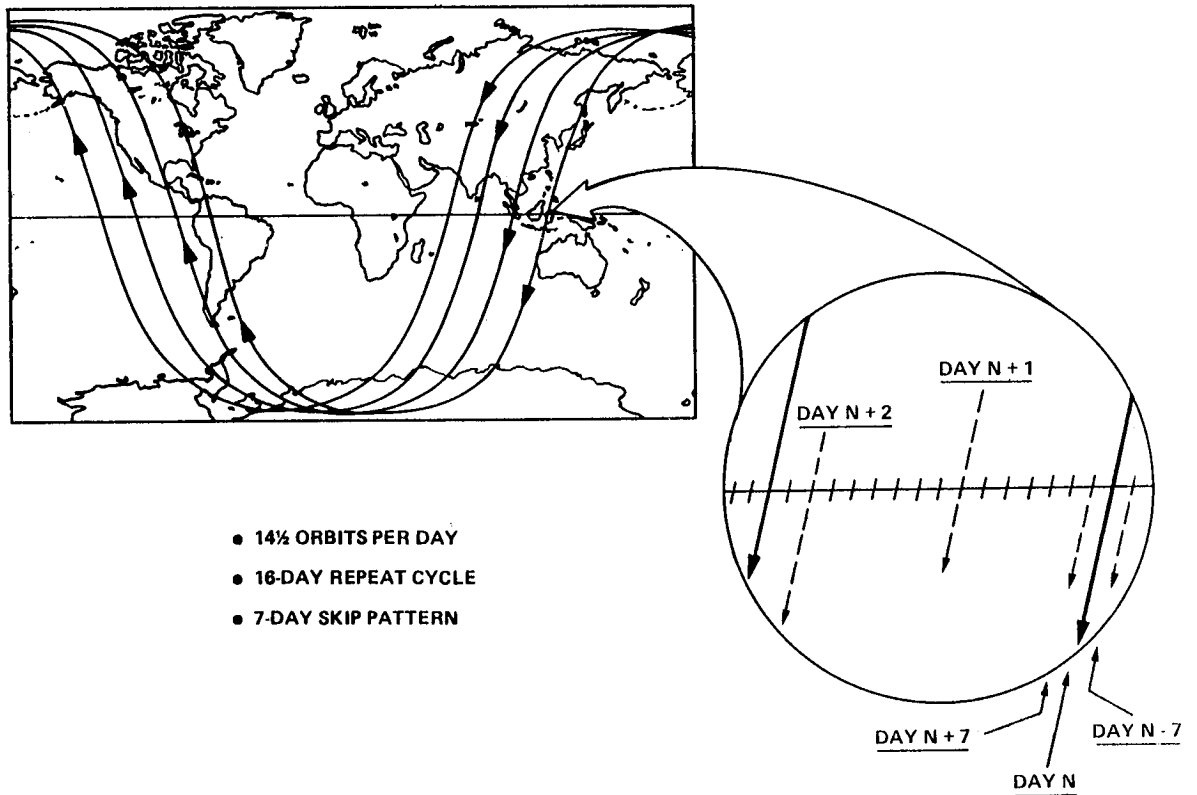 DAY N + 1
DAY N + 2
• 14½ ORBITS PER DAY
• 16-DAY REPEAT CYCLE
• 7-DAY SKIP PATTERN
DAY N + 7
DAY N - 7
DAY N